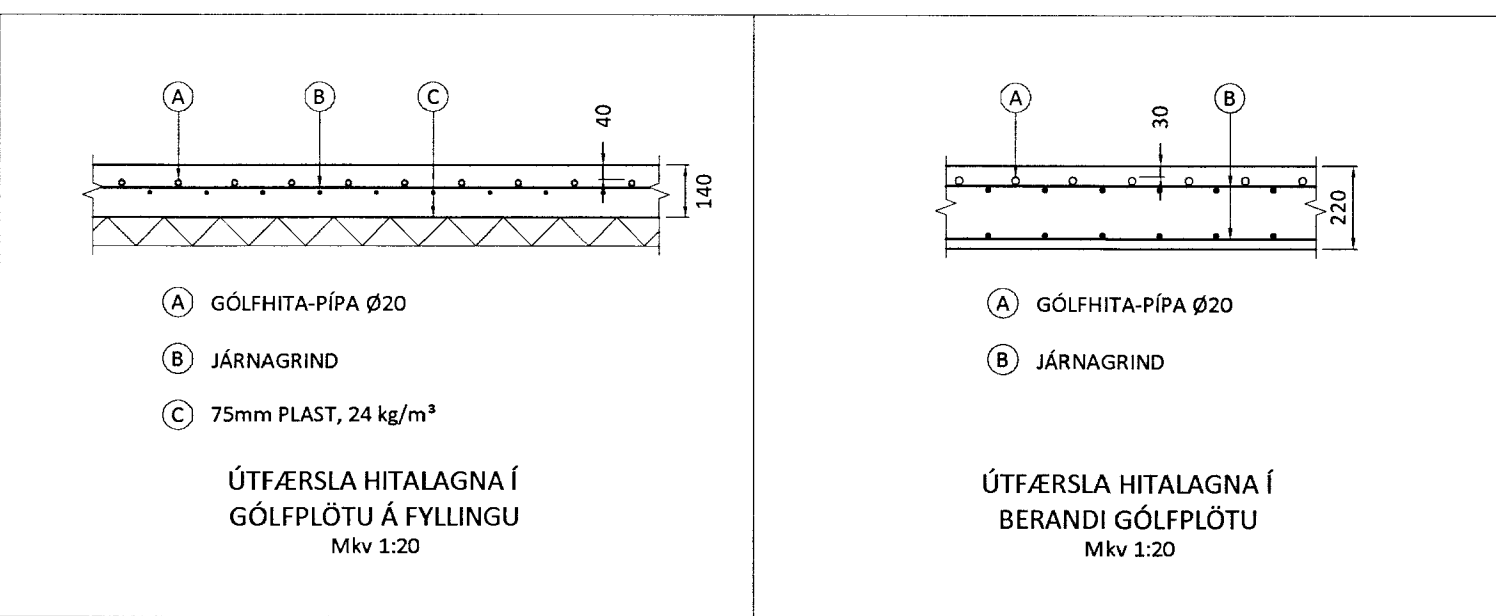 A B C
40
140
A GÓLFHITA-PÍPA Ø20
B JÁRNAGRIND
C 75mm PLAST, 24 kg/m³
ÚTFÆRSLA HITALAGNA Í
GÓLFPLÖTU Á FYLLINGU
Mkv 1:20
A B
30
220
A GÓLFHITA-PÍPA Ø20
B JÁRNAGRIND
ÚTFÆRSLA HITALAGNA Í
BERANDI GÓLFPLÖTU
Mkv 1:20